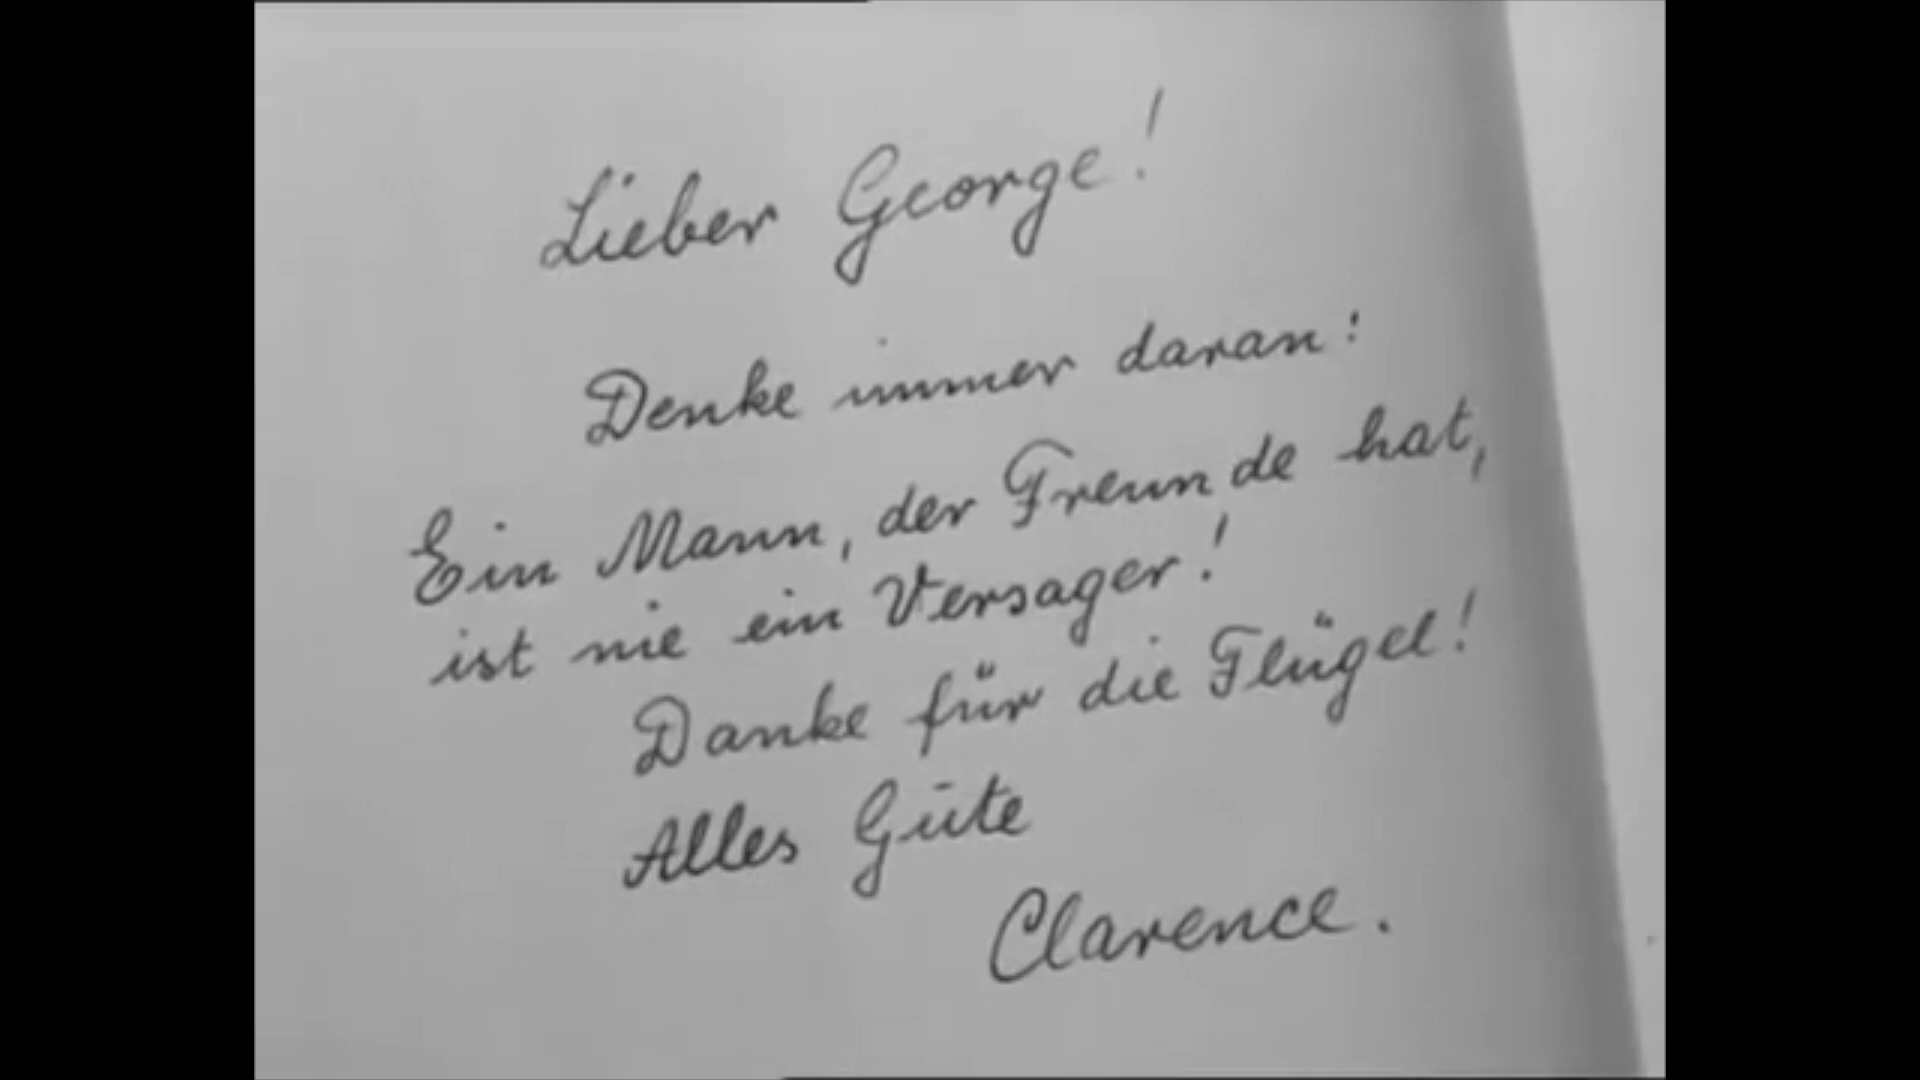 Lieber George!
Denke immer daran:
Ein Mann, der Freunde hat,
ist nie ein Versager!
Danke für die Flügel!
Alles Gute
Clarence.